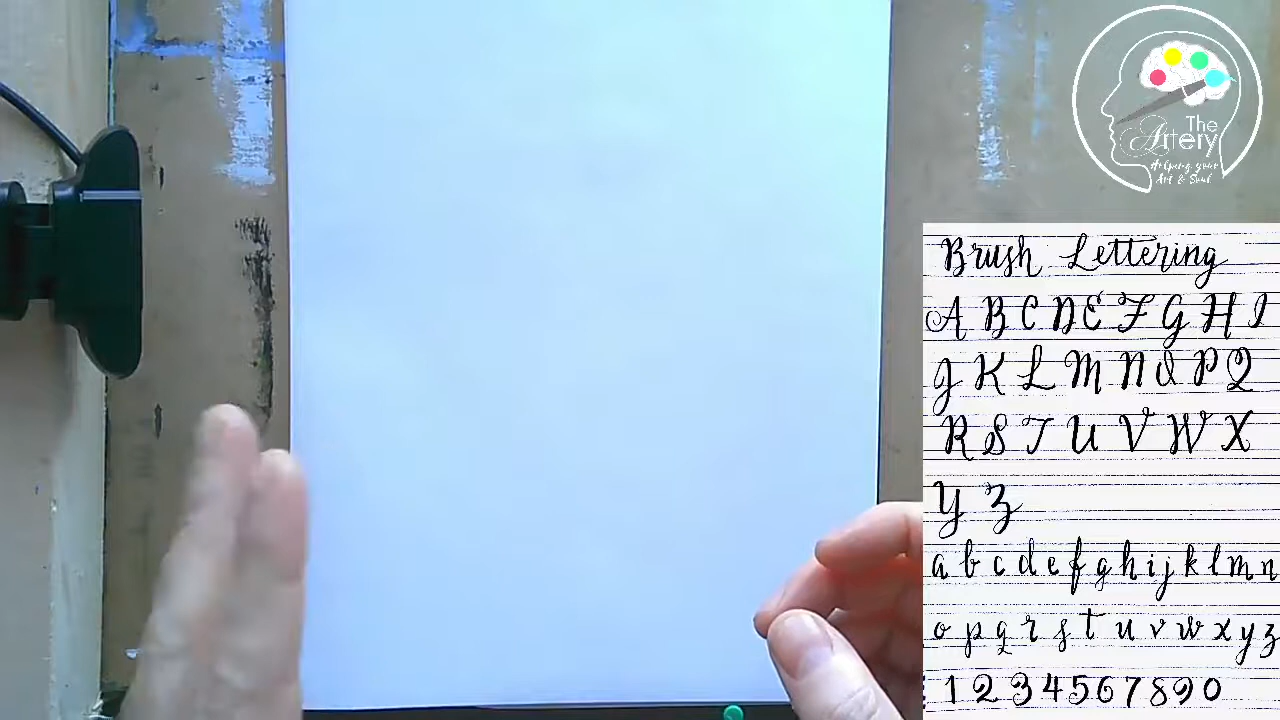 The
Artery
Helping your
Art & Soul
Brush Lettering
A B C D E F G H I
J K L M N O P Q
R S T U V W X
Y Z
a b c d e f g h i j k l m n
o p q r s t u v w x y z
1 2 3 4 5 6 7 8 9 0